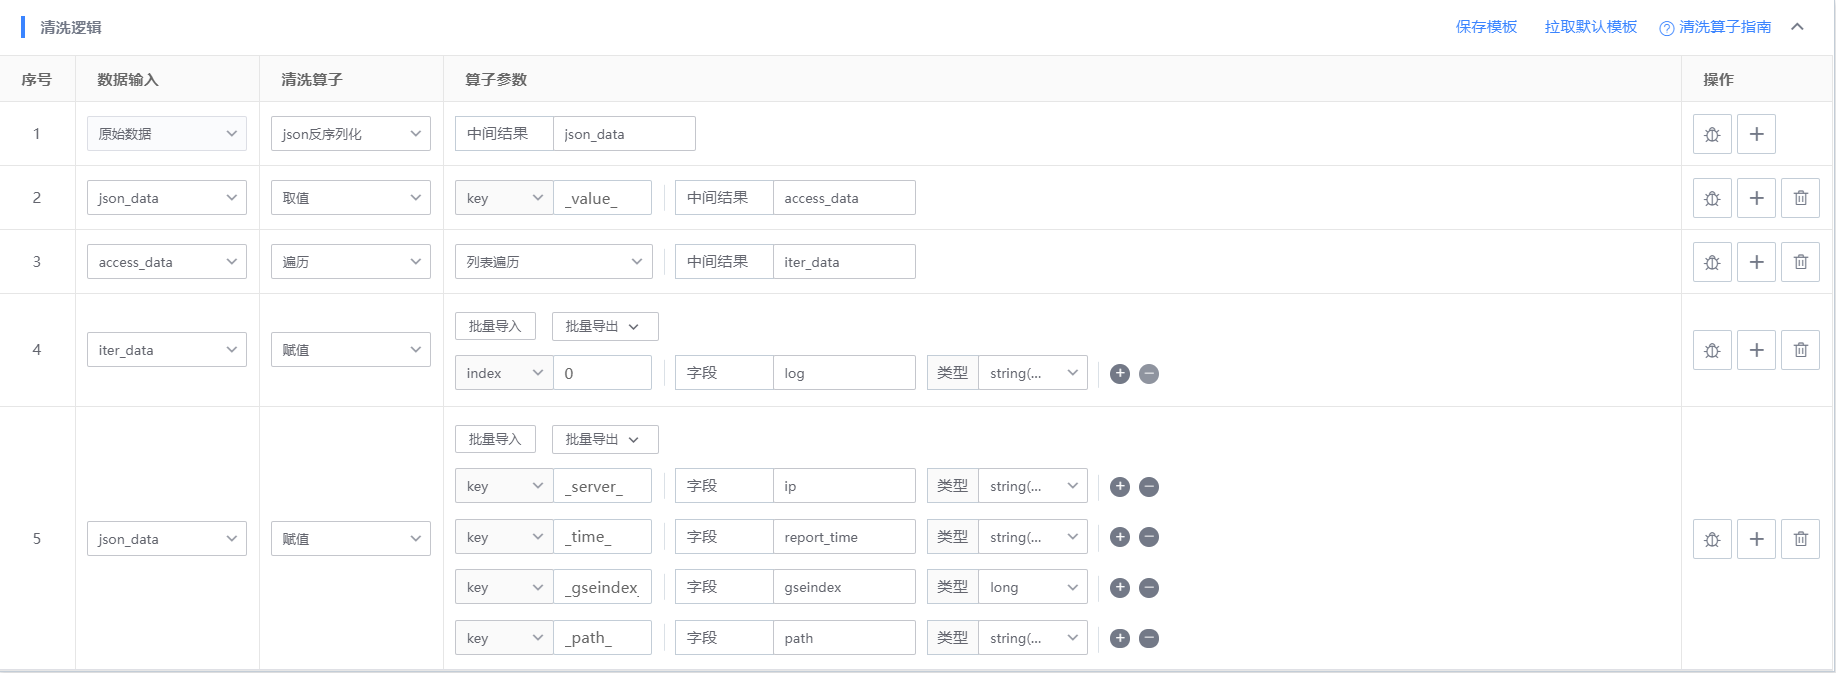 清洗逻辑 保存模板 拉取默认模板 清洗算子指南
序号 数据输入 清洗算子 算子参数 操作
1 原始数据 json反序列化 中间结果 json_data
2 json_data 取值 key _value_ 中间结果 access_data
3 access_data 遍历 列表遍历 中间结果 iter_data
批量导入 批量导出
4 iter_data 赋值 index 0 字段 log 类型 string(...
批量导入 批量导出
key _server_ 字段 ip 类型 string(...
5 json_data 赋值 key _time_ 字段 report_time 类型 string(...
key _gseindex_ 字段 gseindex 类型 long
key _path_ 字段 path 类型 string(...